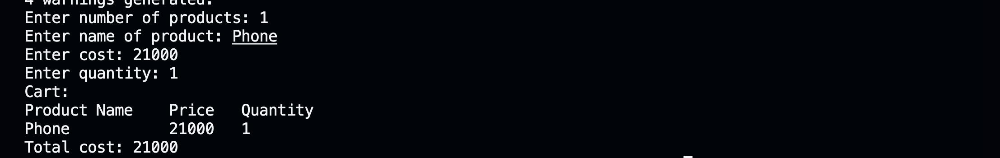 4 warnings generated.
Enter number of products: 1
Enter name of product: Phone
Enter cost: 21000
Enter quantity: 1
Cart:
Product Name    Price   Quantity
Phone           21000   1
Total cost: 21000